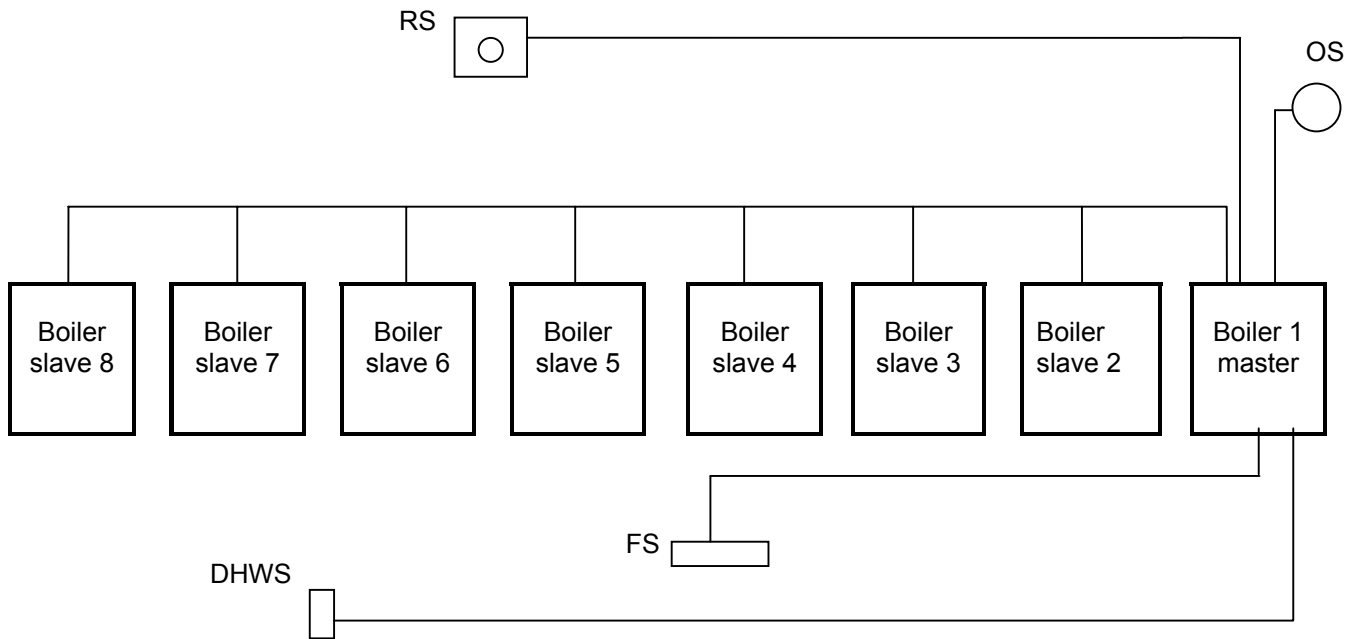 RS
OS
Boiler
slave 8
Boiler
slave 7
Boiler
slave 6
Boiler
slave 5
Boiler
slave 4
Boiler
slave 3
Boiler
slave 2
Boiler 1
master
FS
DHWS